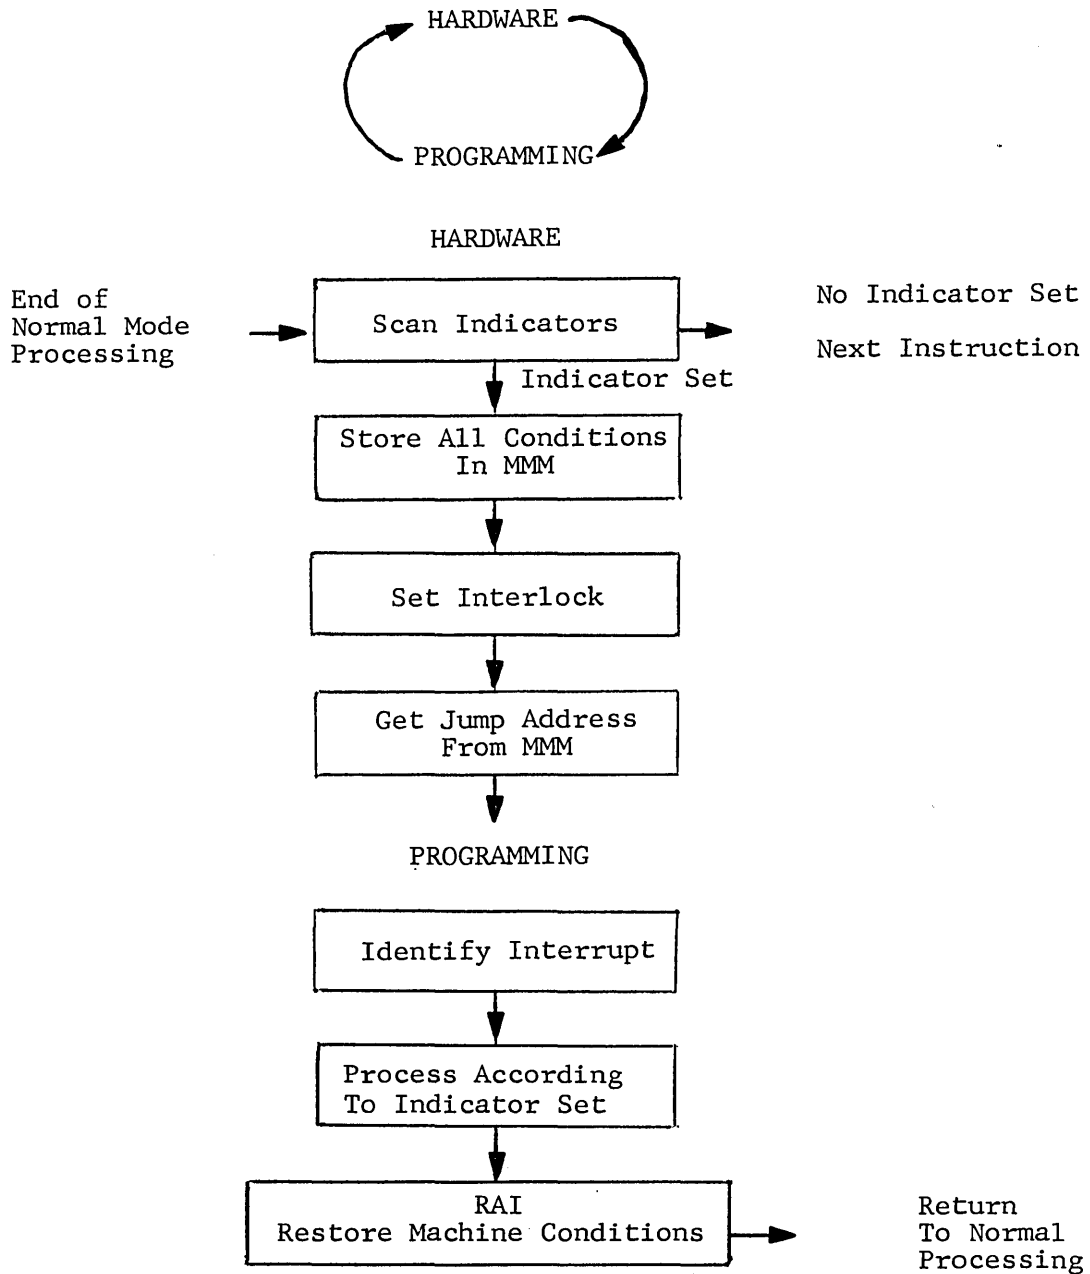 HARDWARE
PROGRAMMING
HARDWARE
End of
Normal Mode
Processing
Scan Indicators
No Indicator Set
Next Instruction
Indicator Set
Store All Conditions
In MMM
Set Interlock
Get Jump Address
From MMM
PROGRAMMING
Identify Interrupt
Process According
To Indicator Set
RAI
Restore Machine Conditions
Return
To Normal
Processing